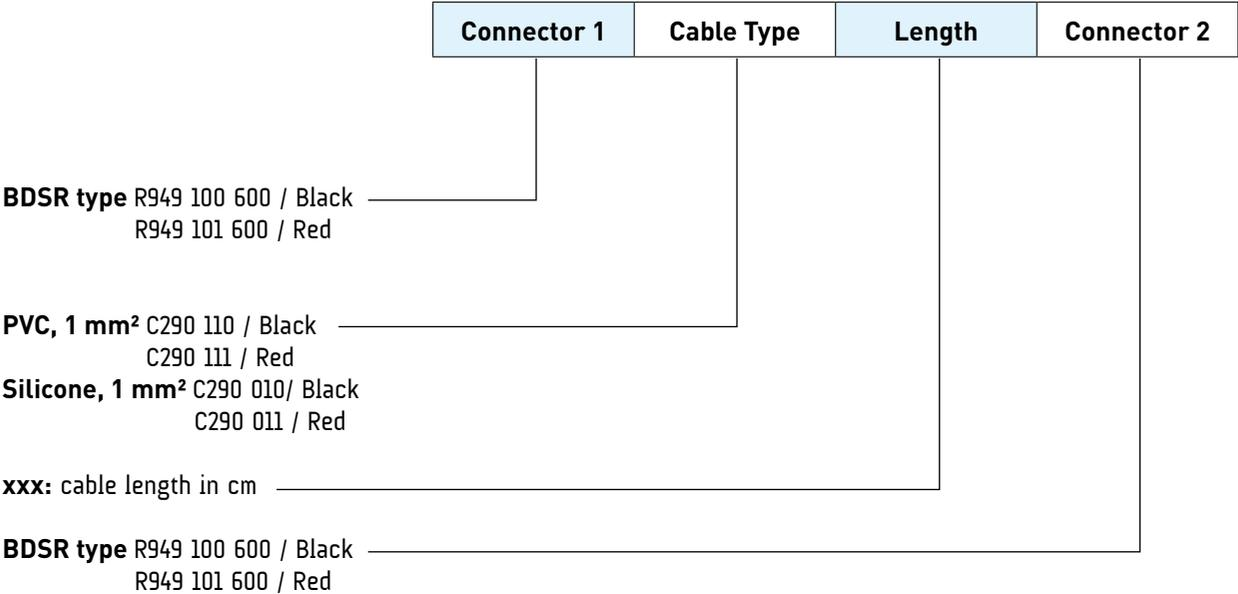 Connector 1 Cable Type Length Connector 2
BDSR type R949 100 600 / Black
R949 101 600 / Red
PVC, 1 mm² C290 110 / Black
C290 111 / Red
Silicone, 1 mm² C290 010/ Black
C290 011 / Red
xxx: cable length in cm
BDSR type R949 100 600 / Black
R949 101 600 / Red